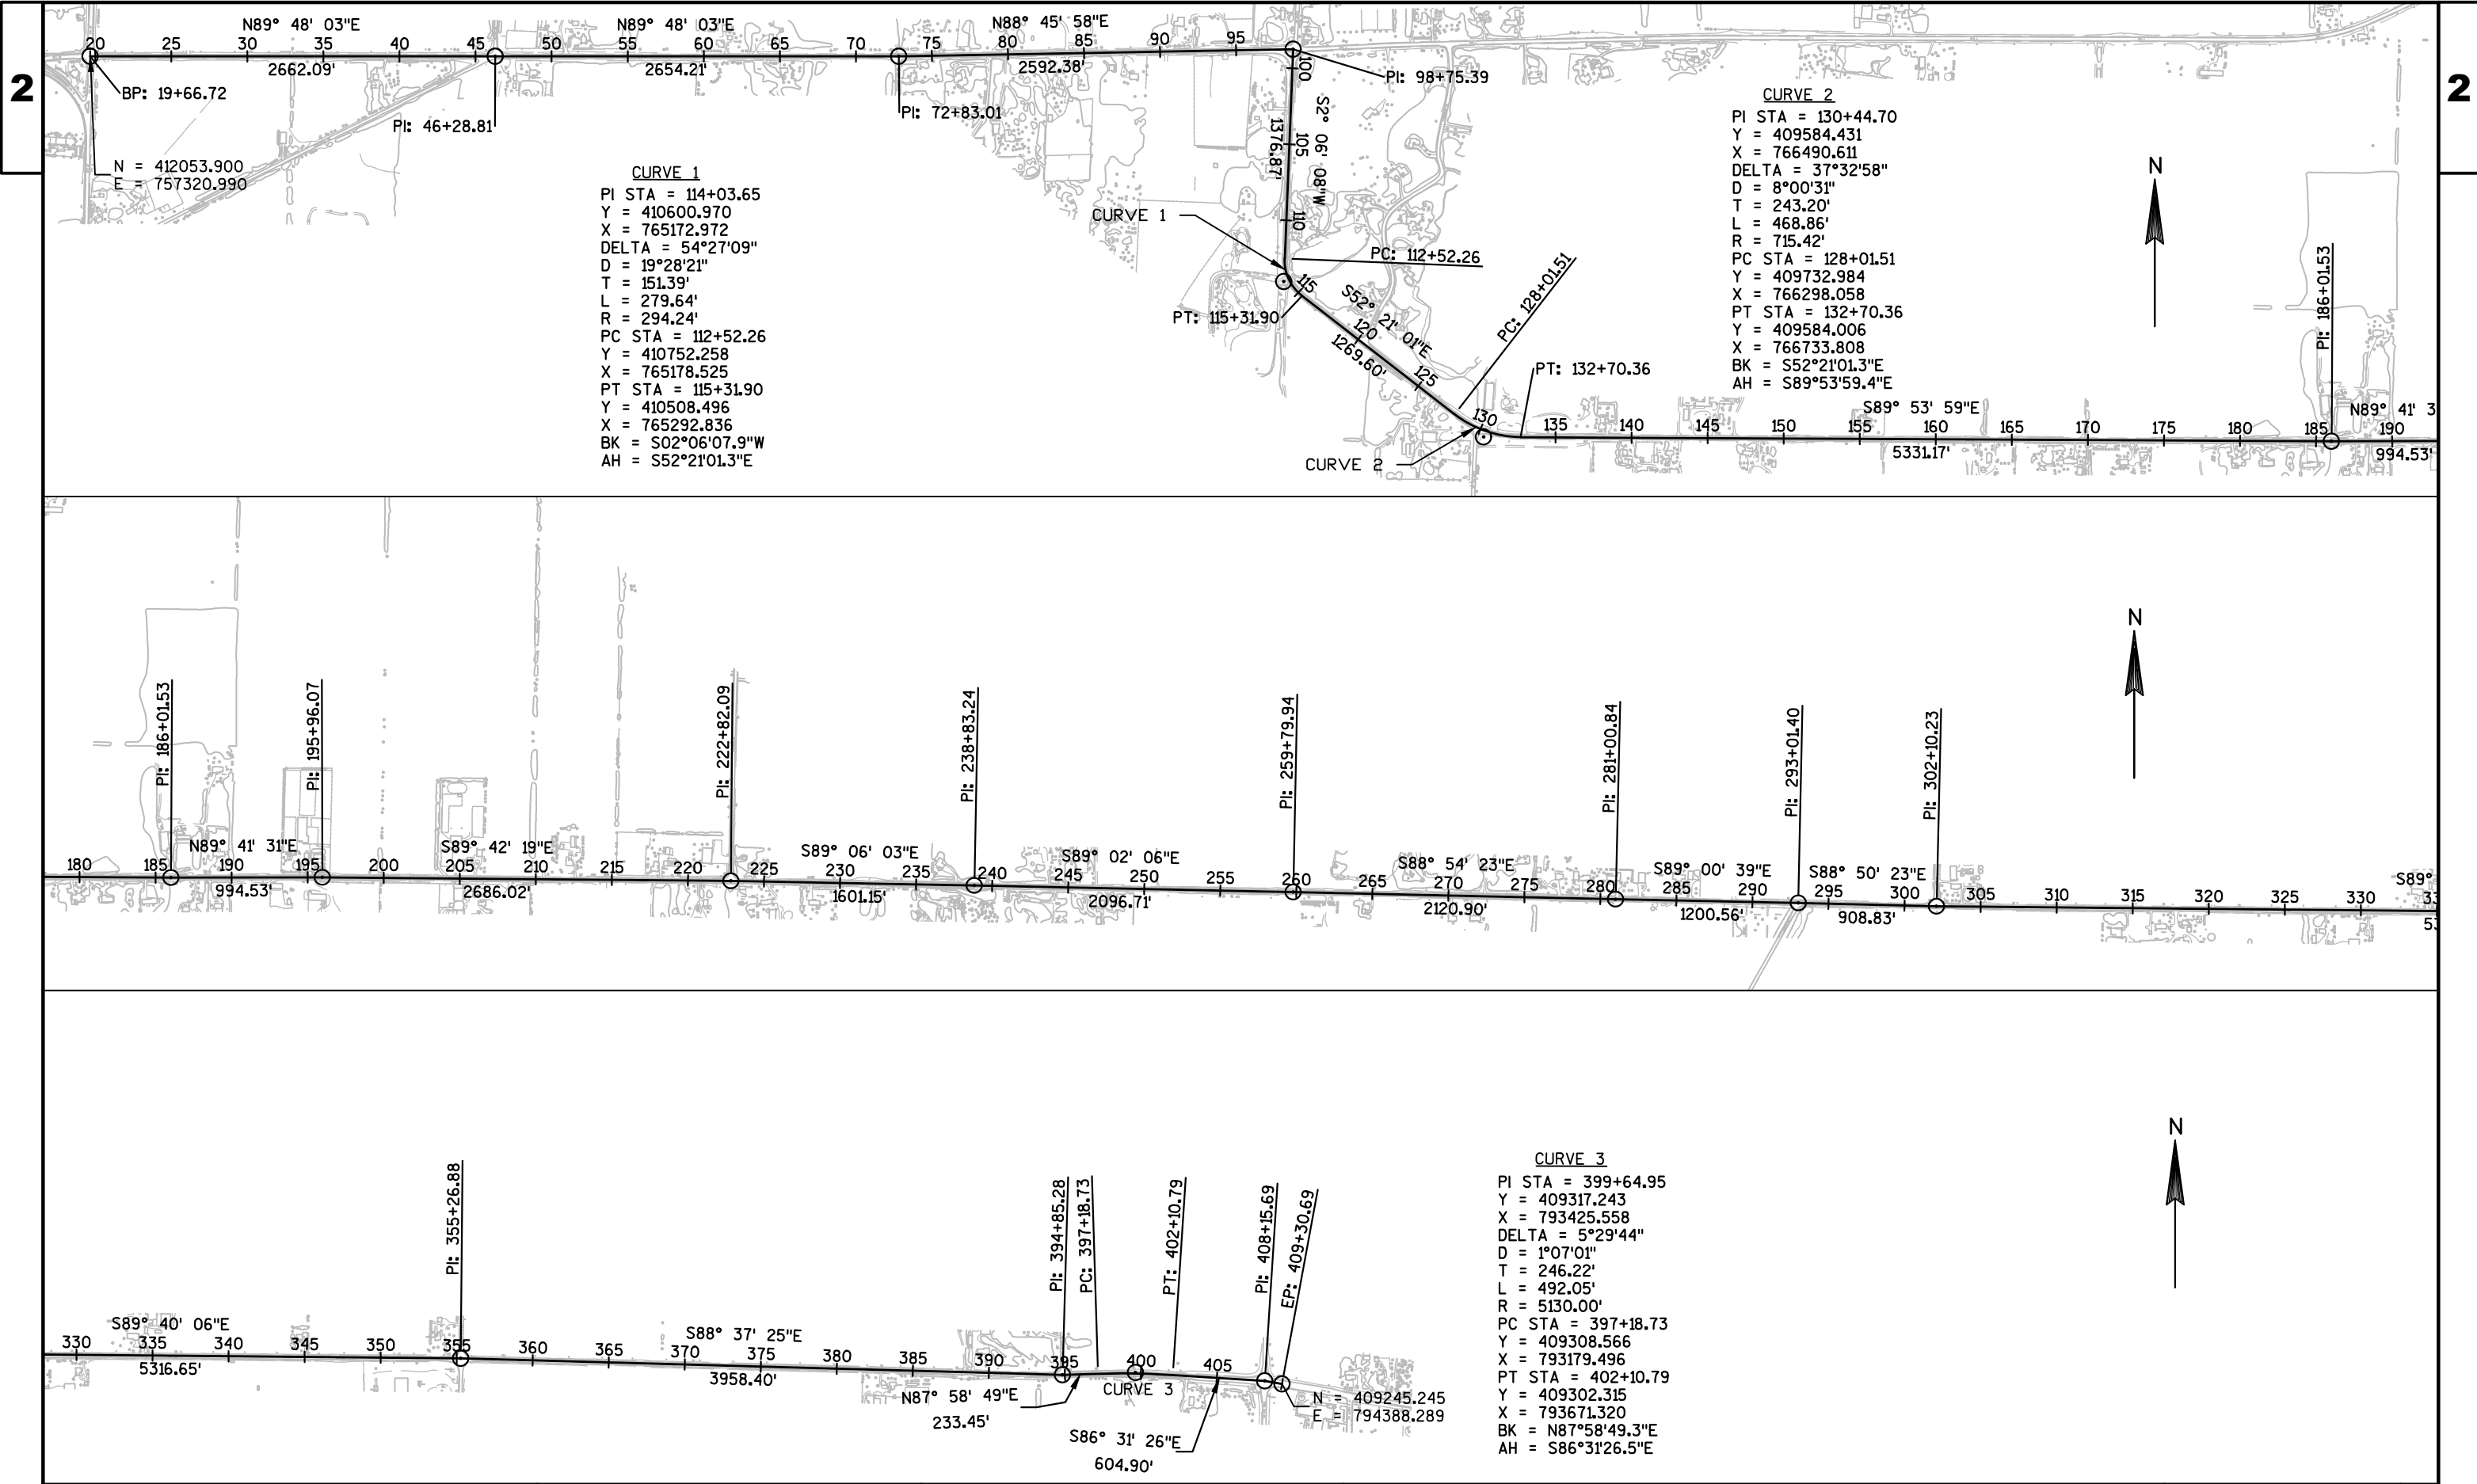 2
2
N89° 48' 03"E
N89° 48' 03"E
N88° 45' 58"E
20 25 30 35 40 45 50 55 60 65 70 75 80 85 90 95
2662.09'
2654.21'
2592.38'
BP: 19+66.72
PI: 46+28.81
PI: 72+83.01
PI: 98+75.39
N = 412053.900
E = 757320.990
100
105
110
S2° 06' 08"W
1376.87'
CURVE 1
PI STA = 114+03.65
Y = 410600.970
X = 765172.972
DELTA = 54°27'09"
D = 19°28'21"
T = 151.39'
L = 279.64'
R = 294.24'
PC STA = 112+52.26
Y = 410752.258
X = 765178.525
PT STA = 115+31.90
Y = 410508.496
X = 765292.836
BK = S02°06'07.9"W
AH = S52°21'01.3"E
CURVE 1
PC: 112+52.26
PT: 115+31.90
115
120
125
130
S52° 21' 01"E
1269.60'
PC: 128+01.51
PT: 132+70.36
CURVE 2
CURVE 2
PI STA = 130+44.70
Y = 409584.431
X = 766490.611
DELTA = 37°32'58"
D = 8°00'31"
T = 243.20'
L = 468.86'
R = 715.42'
PC STA = 128+01.51
Y = 409732.984
X = 766298.058
PT STA = 132+70.36
Y = 409584.006
X = 766733.808
BK = S52°21'01.3"E
AH = S89°53'59.4"E
N
PI: 186+01.53
S89° 53' 59"E
N89° 41' 3
135 140 145 150 155 160 165 170 175 180 185 190
5331.17'
994.53'
N
PI: 186+01.53
PI: 195+96.07
PI: 222+82.09
PI: 238+83.24
PI: 259+79.94
PI: 281+00.84
PI: 293+01.40
PI: 302+10.23
N89° 41' 31"E
S89° 42' 19"E
S89° 06' 03"E
S89° 02' 06"E
S88° 54' 23"E
S89° 00' 39"E
S88° 50' 23"E
S89°
180 185 190 195 200 205 210 215 220 225 230 235 240 245 250 255 260 265 270 275 280 285 290 295 300 305 310 315 320 325 330 33
994.53'
2686.02'
1601.15'
2096.71'
2120.90'
1200.56'
908.83'
53
N
PI: 355+26.88
PI: 394+85.28
PC: 397+18.73
PT: 402+10.79
PI: 408+15.69
EP: 409+30.69
S89° 40' 06"E
S88° 37' 25"E
330 335 340 345 350 355 360 365 370 375 380 385 390 395 400 405
5316.65'
3958.40'
N87° 58' 49"E
233.45'
CURVE 3
S86° 31' 26"E
604.90'
N = 409245.245
E = 794388.289
CURVE 3
PI STA = 399+64.95
Y = 409317.243
X = 793425.558
DELTA = 5°29'44"
D = 1°07'01"
T = 246.22'
L = 492.05'
R = 5130.00'
PC STA = 397+18.73
Y = 409308.566
X = 793179.496
PT STA = 402+10.79
Y = 409302.315
X = 793671.320
BK = N87°58'49.3"E
AH = S86°31'26.5"E